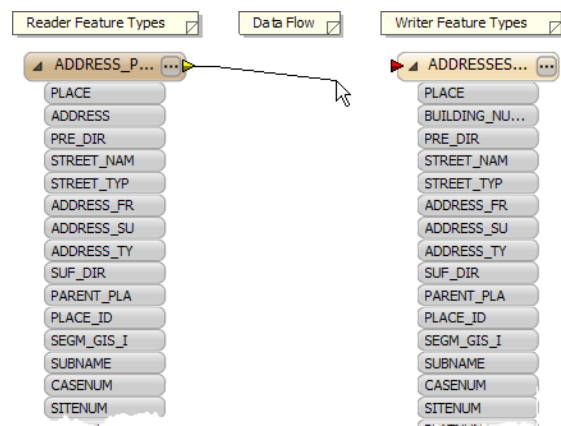 Reader Feature Types
Data Flow
Writer Feature Types
ADDRESS_P...
PLACE
ADDRESS
PRE_DIR
STREET_NAM
STREET_TYP
ADDRESS_FR
ADDRESS_SU
ADDRESS_TY
SUF_DIR
PARENT_PLA
PLACE_ID
SEGM_GIS_I
SUBNAME
CASENUM
SITENUM
ADDRESSES...
PLACE
BUILDING_NU...
PRE_DIR
STREET_NAM
STREET_TYP
ADDRESS_FR
ADDRESS_SU
ADDRESS_TY
SUF_DIR
PARENT_PLA
PLACE_ID
SEGM_GIS_I
SUBNAME
CASENUM
SITENUM